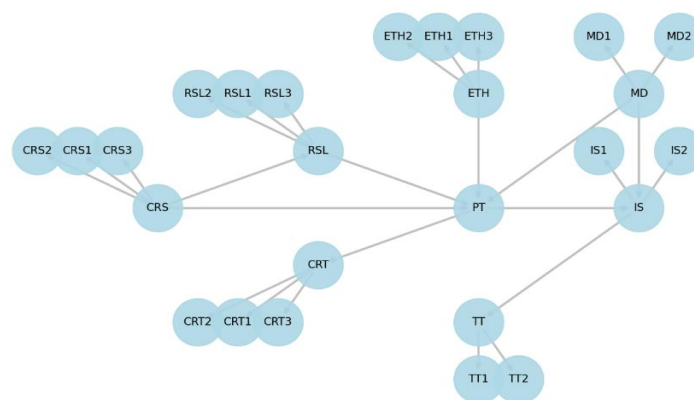 ETH2 ETH1 ETH3 MD1 MD2
RSL2 RSL1 RSL3 ETH MD
CRS2 CRS1 CRS3 RSL IS1 IS2
CRS PT IS
CRT
CRT2 CRT1 CRT3 TT
TT1 TT2